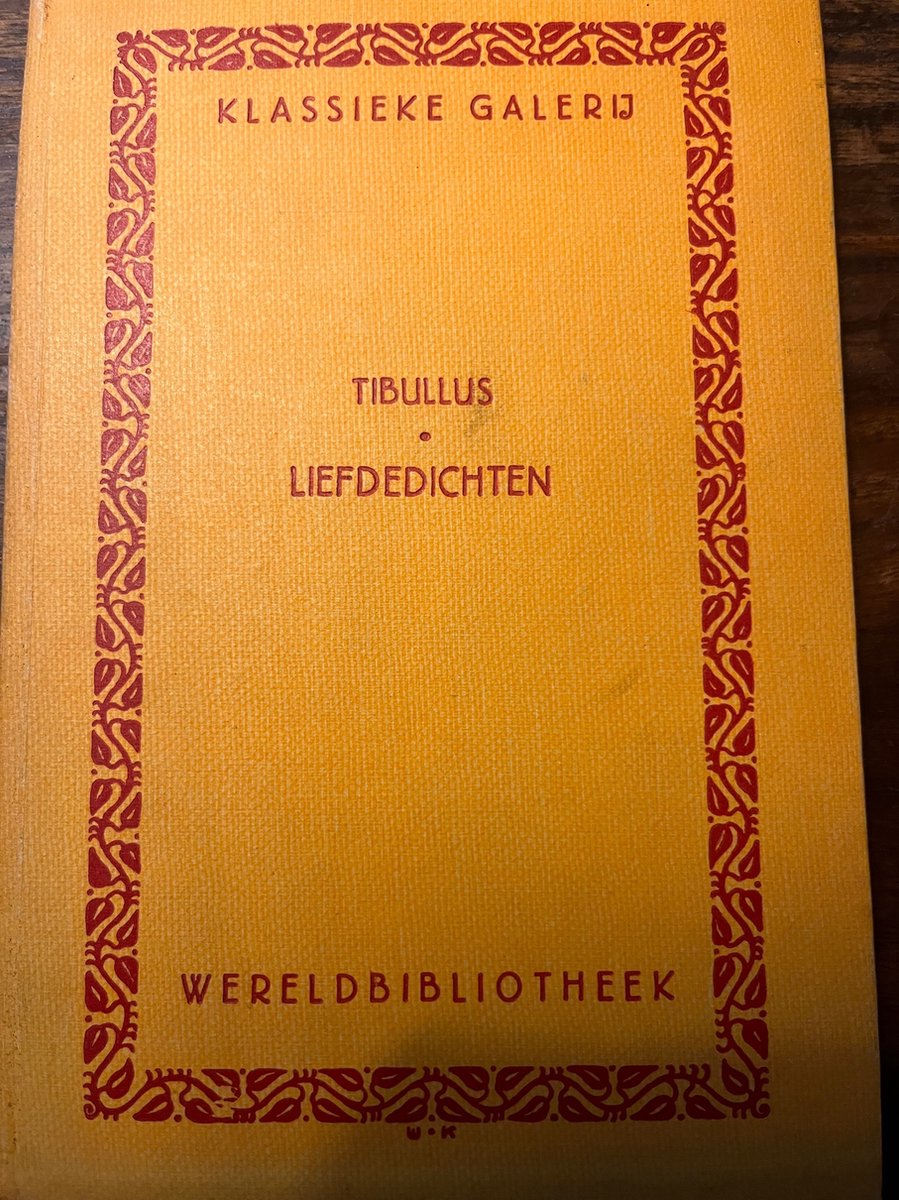 KLASSIEKE GALERIJ
TIBULLUS
•
LIEFDEDICHTEN
WERELDBIBLIOTHEEK
W·K